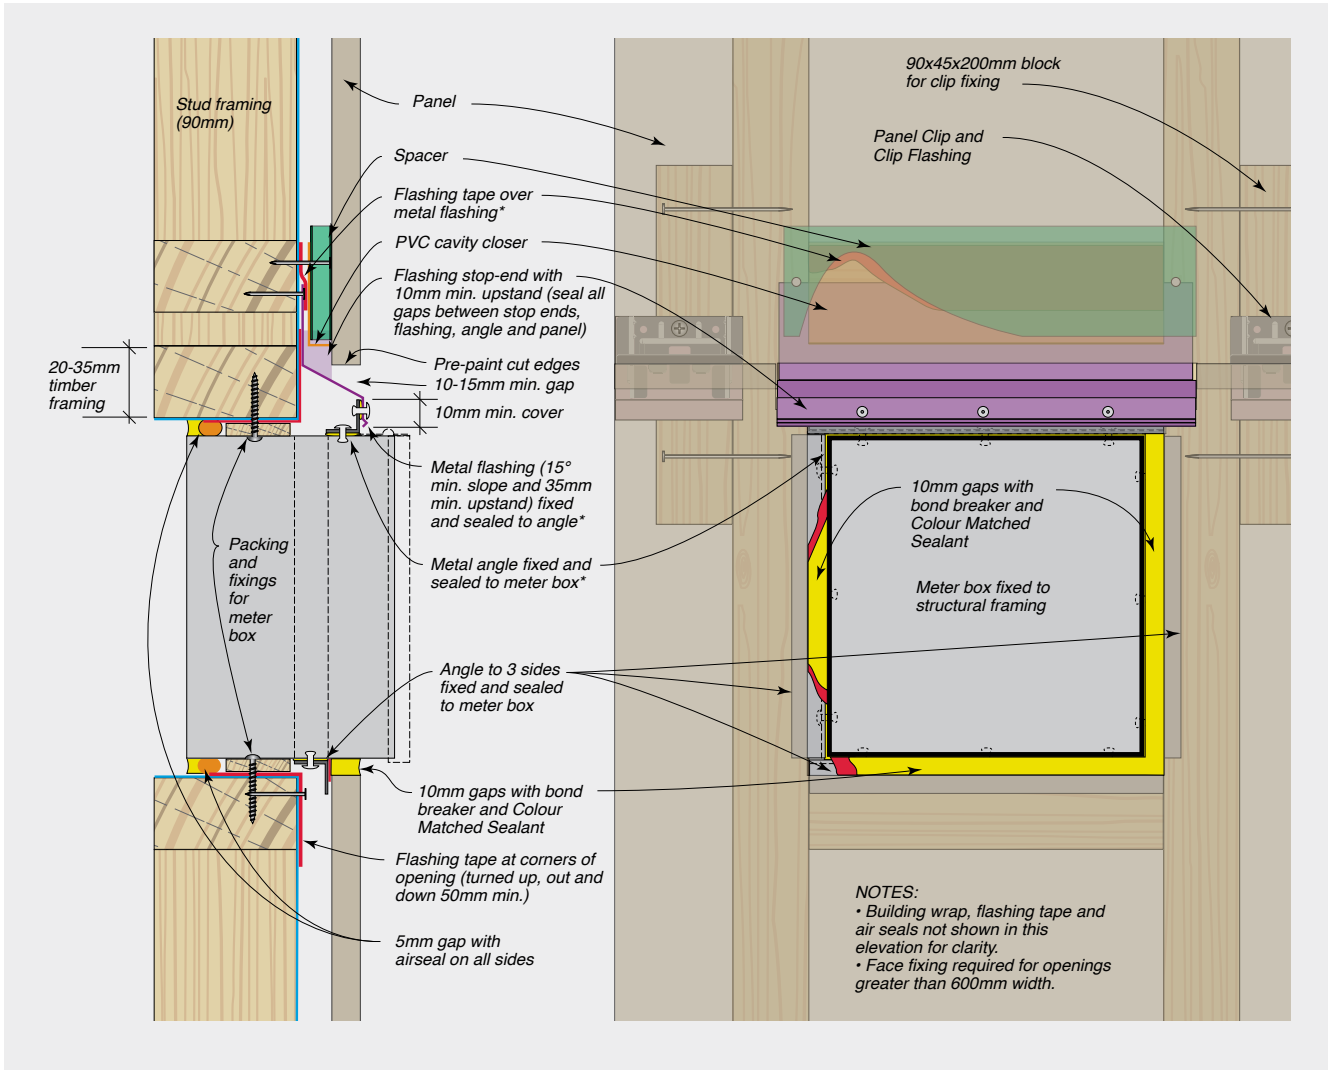 Stud framing
(90mm)
Panel
90x45x200mm block
for clip fixing
Panel Clip and
Clip Flashing
Spacer
Flashing tape over
metal flashing*
PVC cavity closer
Flashing stop-end with
10mm min. upstand (seal all
gaps between stop ends,
flashing, angle and panel)
20-35mm
timber
framing
Pre-paint cut edges
10-15mm min. gap
10mm min. cover
Metal flashing (15°
min. slope and 35mm
min. upstand) fixed
and sealed to angle*
10mm gaps with
bond breaker and
Colour Matched
Sealant
Packing
and
fixings
for
meter
box
Metal angle fixed and
sealed to meter box*
Meter box fixed to
structural framing
Angle to 3 sides
fixed and sealed
to meter box
10mm gaps with bond
breaker and Colour
Matched Sealant
Flashing tape at corners of
opening (turned up, out and
down 50mm min.)
5mm gap with
airseal on all sides
NOTES:
• Building wrap, flashing tape and
air seals not shown in this
elevation for clarity.
• Face fixing required for openings
greater than 600mm width.